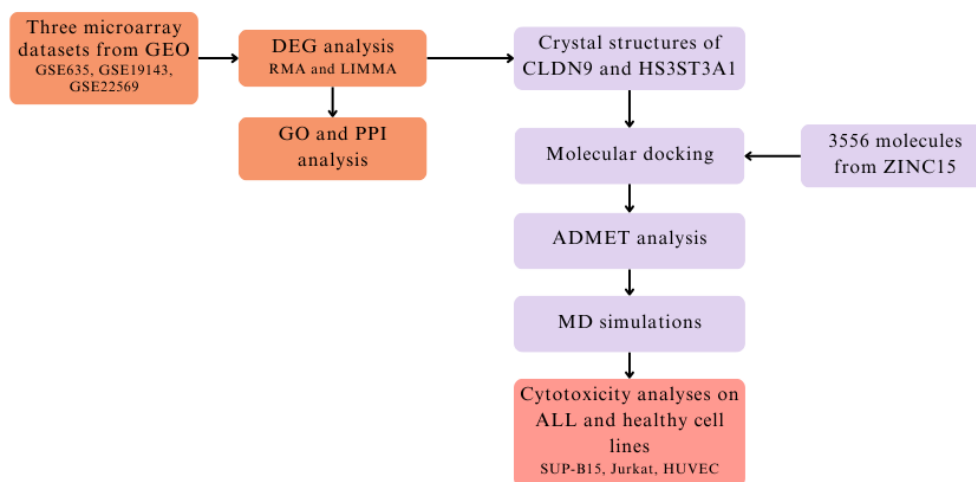 Three microarray
datasets from GEO
GSE635, GSE19143,
GSE22569
DEG analysis
RMA and LIMMA
GO and PPI
analysis
Crystal structures of
CLDN9 and HS3ST3A1
Molecular docking
3556 molecules
from ZINC15
ADMET analysis
MD simulations
Cytotoxicity analyses on
ALL and healthy cell
lines
SUP-B15, Jurkat, HUVEC